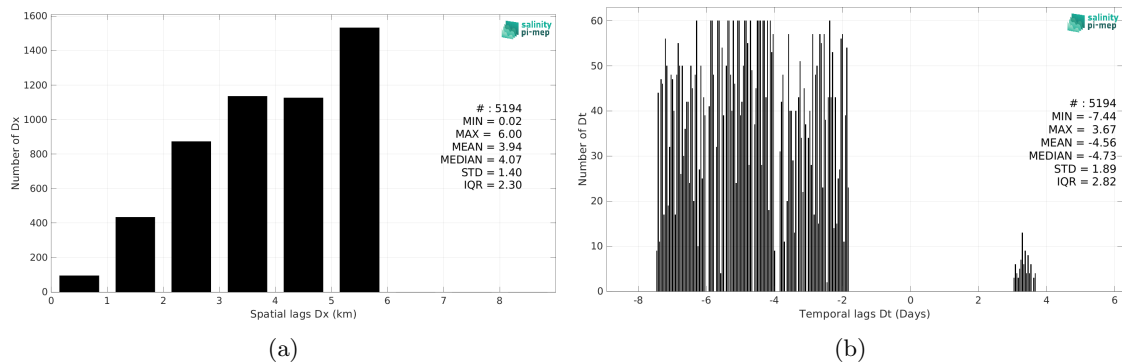 1600
1400
1200
1000
800
600
400
200
0
0 1 2 3 4 5 6 7 8
Number of Dx
Spatial lags Dx (km)
salinity
pi-mep
# : 5194
MIN = 0.02
MAX = 6.00
MEAN = 3.94
MEDIAN = 4.07
STD = 1.40
IQR = 2.30
(a)
60
50
40
30
20
10
0
-8 -6 -4 -2 0 2 4 6
Number of Dt
Temporal lags Dt (Days)
salinity
pi-mep
# : 5194
MIN = -7.44
MAX = 3.67
MEAN = -4.56
MEDIAN = -4.73
STD = 1.89
IQR = 2.82
(b)